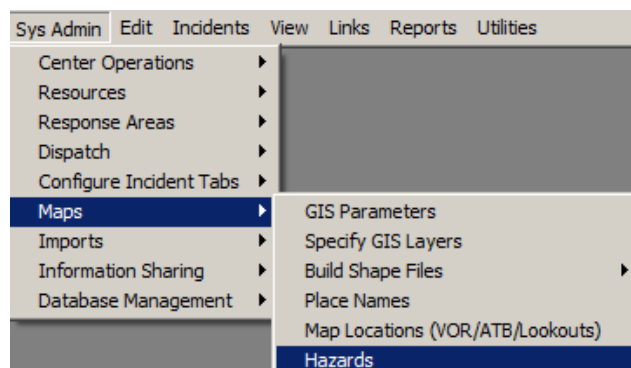 Sys Admin Edit Incidents View Links Reports Utilities
Center Operations
Resources
Response Areas
Dispatch
Configure Incident Tabs
Maps
Imports
Information Sharing
Database Management
GIS Parameters
Specify GIS Layers
Build Shape Files
Place Names
Map Locations (VOR/ATB/Lookouts)
Hazards